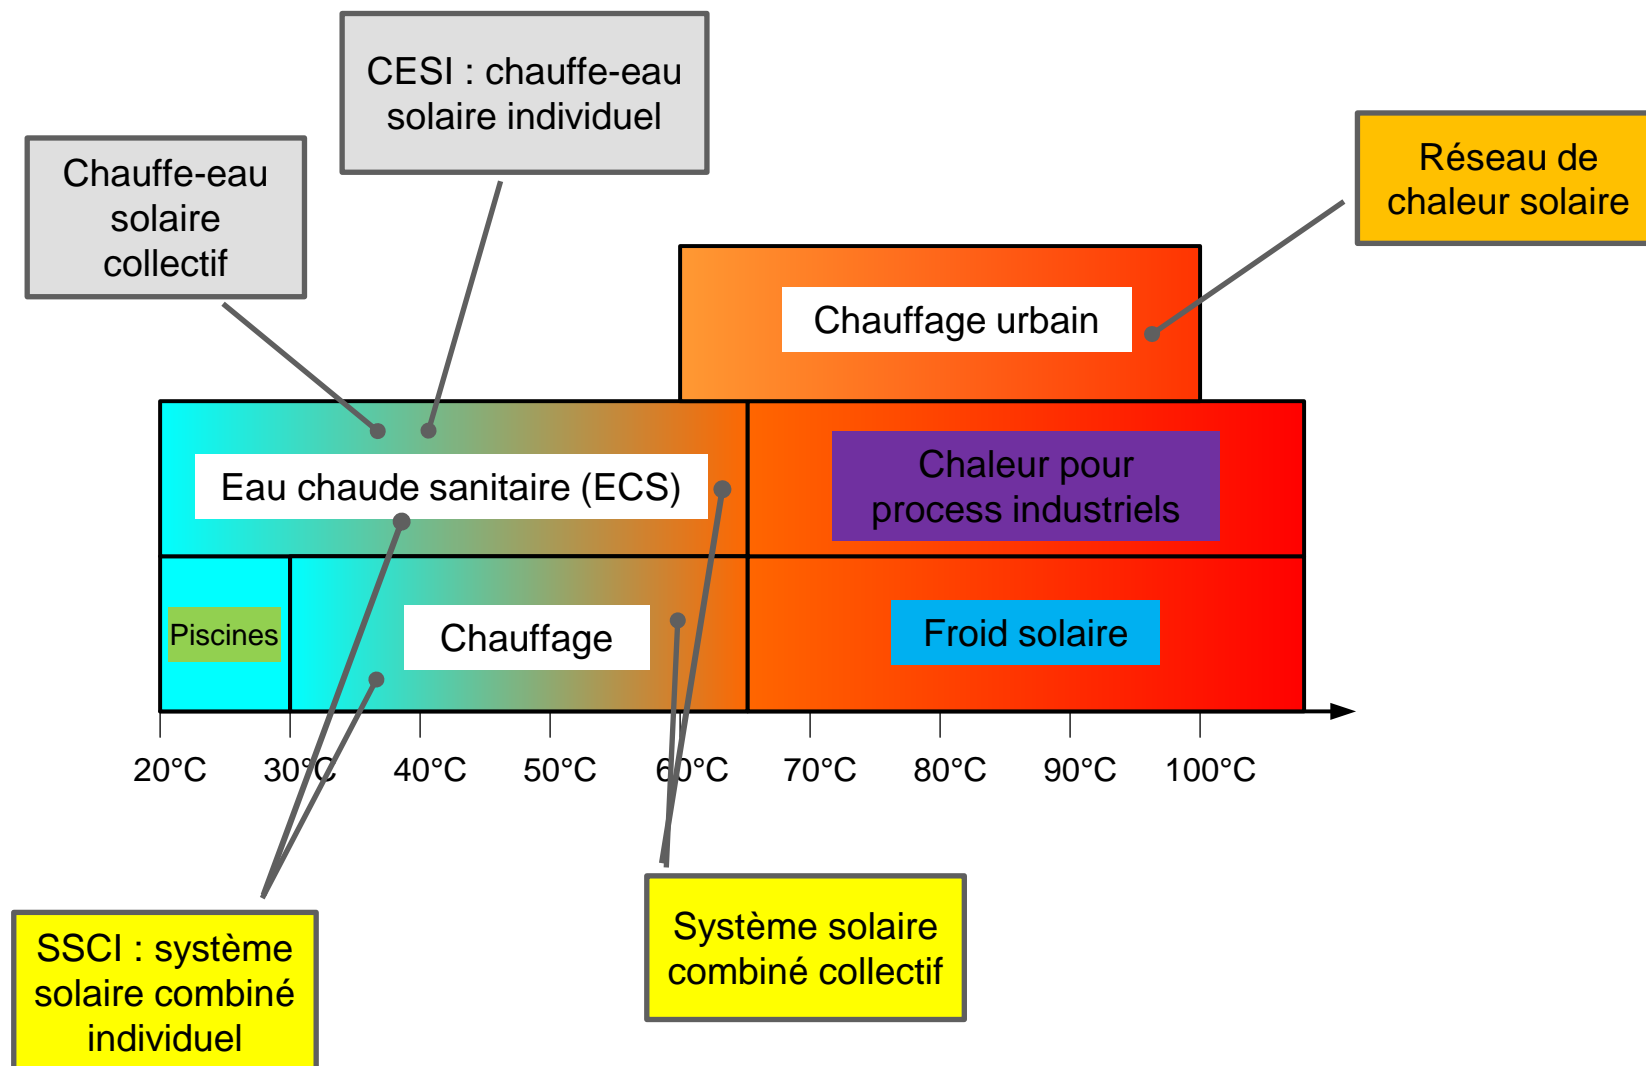 CESI : chauffe-eau
solaire individuel
Chauffe-eau
solaire
collectif
Réseau de
chaleur solaire
Chauffage urbain
Eau chaude sanitaire (ECS)
Chaleur pour
process industriels
Piscines
Chauffage
Froid solaire
20°C 30°C 40°C 50°C 60°C 70°C 80°C 90°C 100°C
SSCI : système
solaire combiné
individuel
Système solaire
combiné collectif